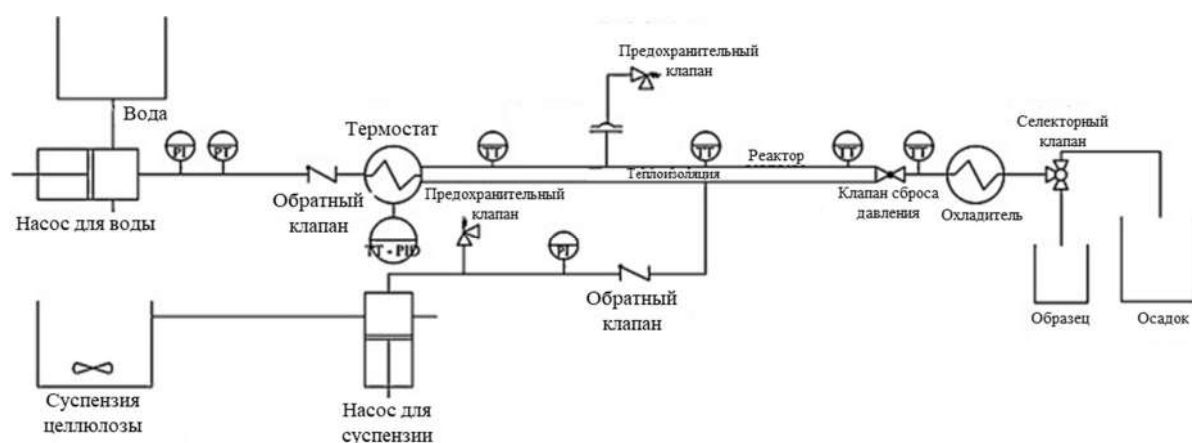 Предохранительный
клапан
Вода
Термостат
Селекторный
клапан
PI
PT
TT
TT
TT
TT
Реактор
Теплоизоляция
Обратный
клапан
Предохранительный
клапан
Клапан сброса
давления
Охладитель
Насос для воды
TT - PID
PI
Обратный
клапан
Образец
Осадок
Суспензия
целлюлозы
Насос для
суспензии